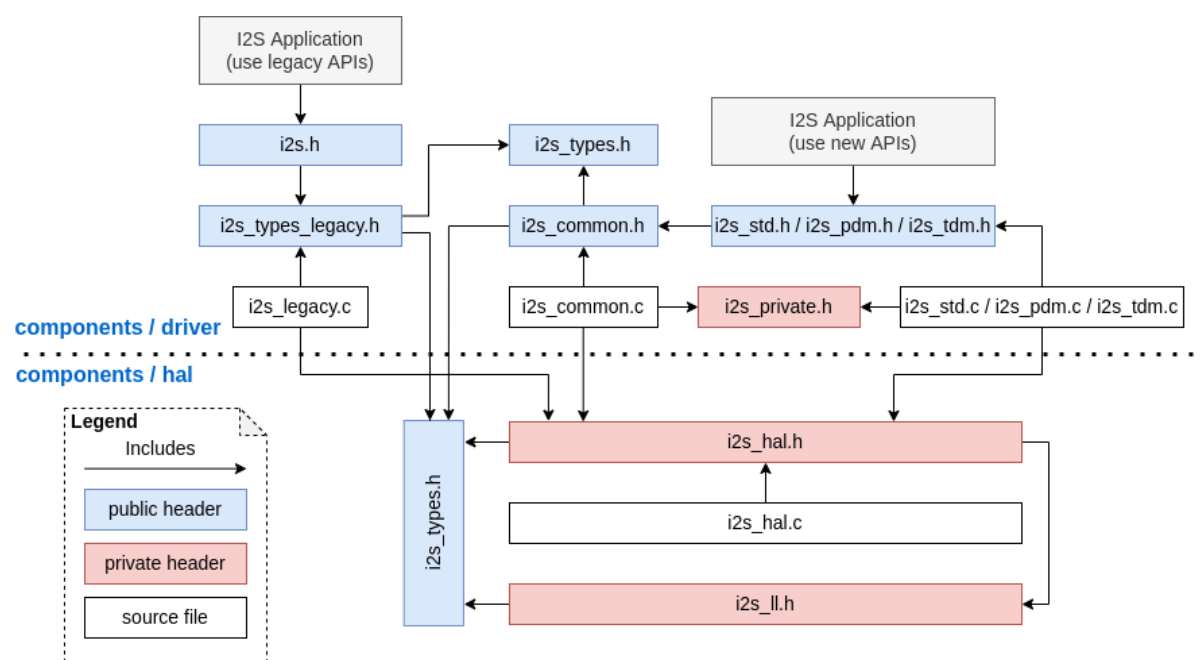 I2S Application
(use legacy APIs)
I2S Application
(use new APIs)
i2s.h
i2s_types.h
i2s_types_legacy.h
i2s_common.h
i2s_std.h / i2s_pdm.h / i2s_tdm.h
i2s_legacy.c
i2s_common.c
i2s_private.h
i2s_std.c / i2s_pdm.c / i2s_tdm.c
components / driver
components / hal
Legend
Includes
public header
private header
source file
i2s_types.h
i2s_hal.h
i2s_hal.c
i2s_ll.h